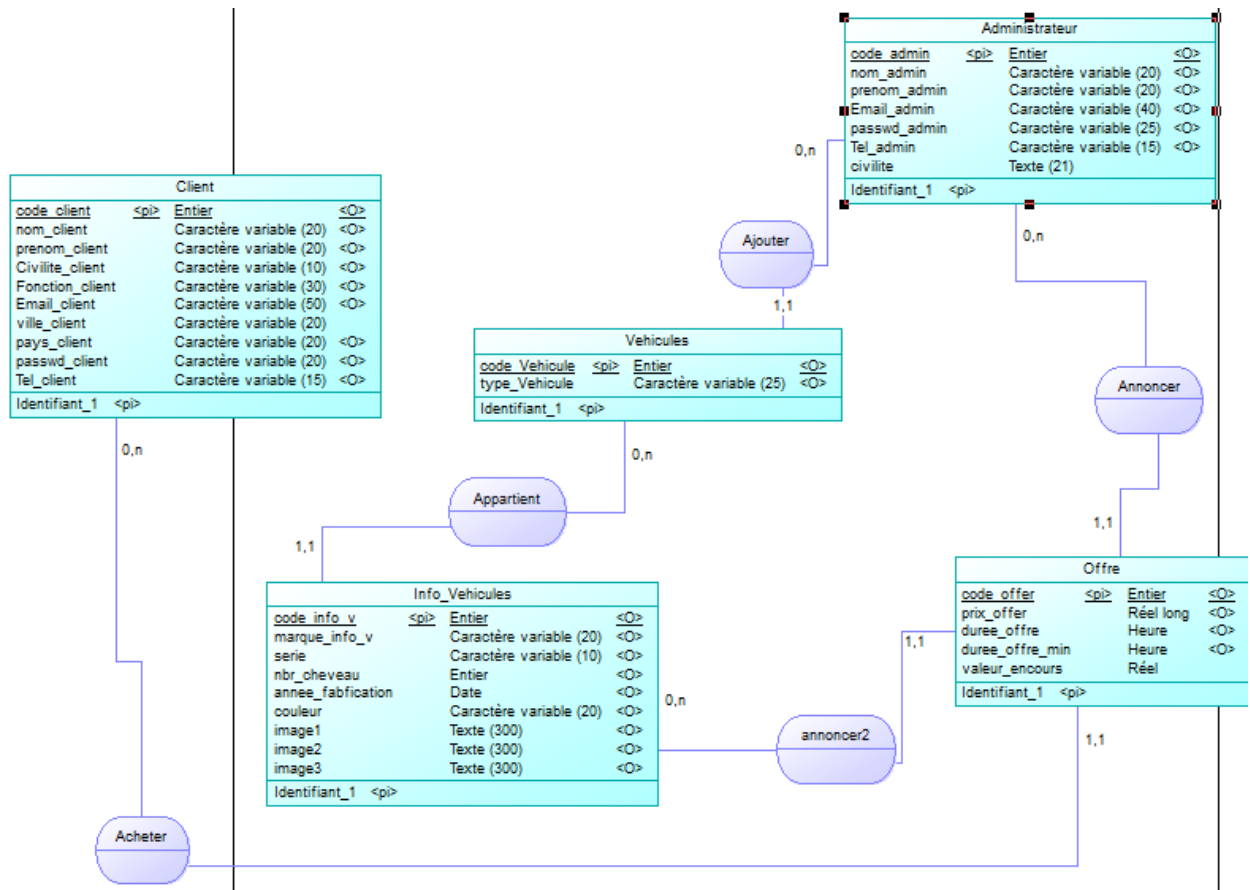 Administrateur
code_admin <pi> Entier <O>
nom_admin Caractère variable (20) <O>
prenom_admin Caractère variable (20) <O>
Email_admin Caractère variable (40) <O>
passwd_admin Caractère variable (25) <O>
Tel_admin Caractère variable (15) <O>
civilite Texte (21)
Identifiant_1 <pi>
0,n
0,n
Ajouter
1,1
Client
code_client <pi> Entier <O>
nom_client Caractère variable (20) <O>
prenom_client Caractère variable (20) <O>
Civilite_client Caractère variable (10) <O>
Fonction_client Caractère variable (30) <O>
Email_client Caractère variable (50) <O>
ville_client Caractère variable (20)
pays_client Caractère variable (20) <O>
passwd_client Caractère variable (20) <O>
Tel_client Caractère variable (15) <O>
Identifiant_1 <pi>
0,n
Vehicules
code_Vehicule <pi> Entier <O>
type_Vehicule Caractère variable (25) <O>
Identifiant_1 <pi>
0,n
Annoncer
1,1
Appartient
1,1
Info_Vehicules
code_info_v <pi> Entier <O>
marque_info_v Caractère variable (20) <O>
serie Caractère variable (10) <O>
nbr_cheveau Entier <O>
annee_fabfication Date <O>
couleur Caractère variable (20) <O>
image1 Texte (300) <O>
image2 Texte (300) <O>
image3 Texte (300) <O>
Identifiant_1 <pi>
0,n
annoncer2
1,1
Offre
code_offer <pi> Entier <O>
prix_offer Réel long <O>
duree_offre Heure <O>
duree_offre_min Heure <O>
valeur_encours Réel
Identifiant_1 <pi>
1,1
Acheter